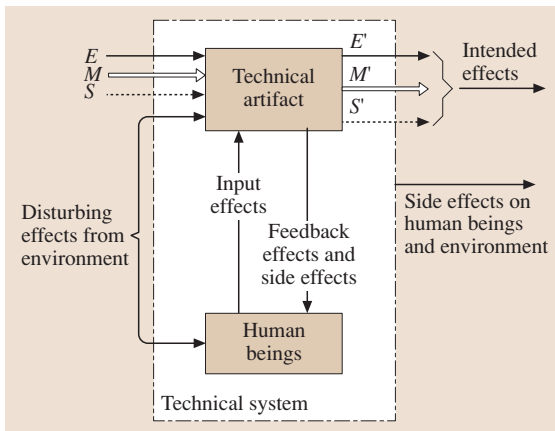 E
M
S
Technical
artifact
E'
M'
S'
Intended
effects
Input
effects
Disturbing
effects from
environment
Feedback
effects and
side effects
Side effects on
human beings
and environment
Human
beings
Technical system